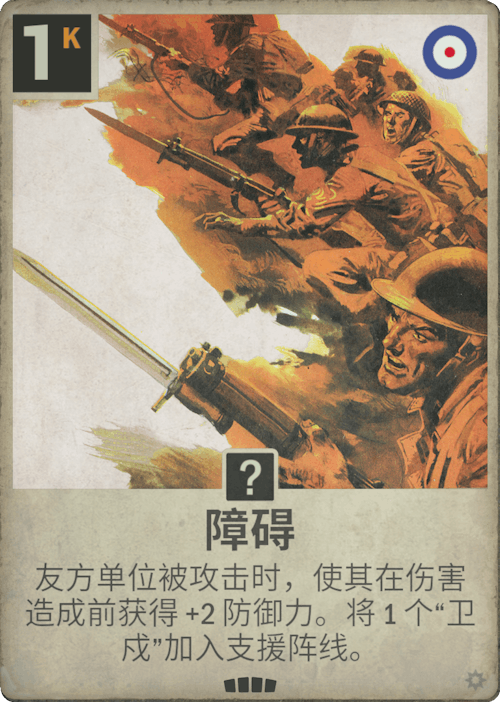 1K
?
障碍
友方单位被攻击时，使其在伤害
造成前获得 +2 防御力。将 1 个“卫
戍”加入支援阵线。